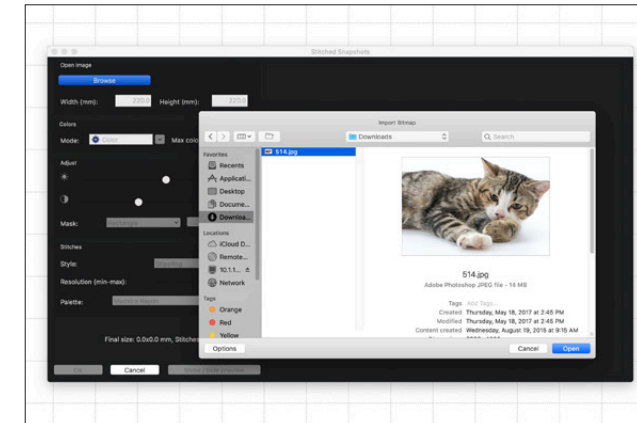 Stitched Snapshots
Open image
Browse
Width (mm): 220.0 Height (mm): 220.0
Colors
Mode: Color Max colo
Adjust
Mask: Rectangle
Stitches
Style:
Resolution (min-max):
Palette:
Final size: 0.0x0.0 mm, Stitches
OK Cancel
Import Bitmap
Downloads
Search
Favorites
Recents
Applicati...
Desktop
Docume...
Downloa...
Locations
iCloud D...
Remote...
10.1.1...
Network
Tags
Orange
Red
Yellow
514.jpg
514.jpg
Adobe Photoshop JPEG file - 14 MB
Tags Add Tags...
Created Thursday, May 18, 2017 at 2:45 PM
Modified Thursday, May 18, 2017 at 2:45 PM
Content created Wednesday, August 19, 2015 at 9:15 AM
Options Cancel Open